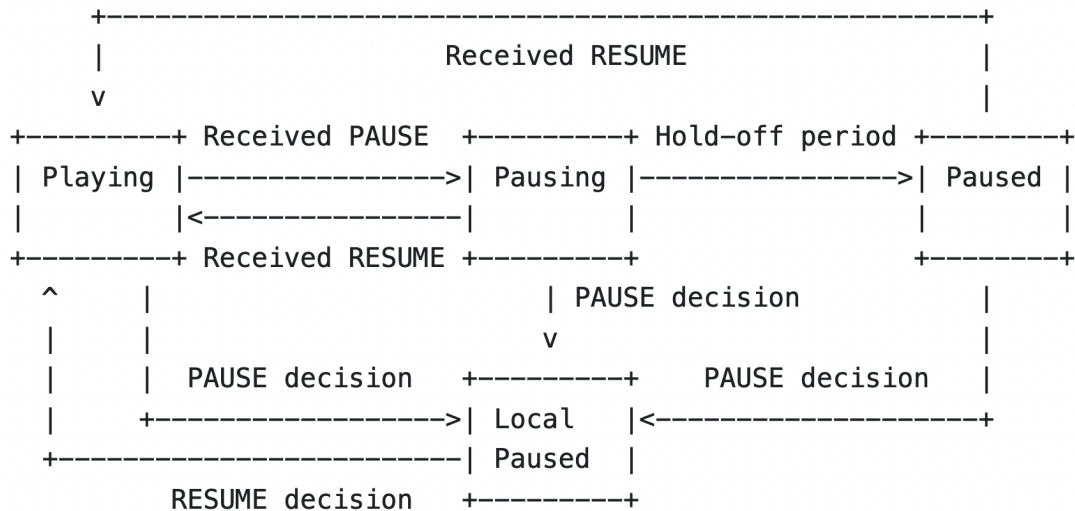 Received RESUME
Received PAUSE Hold-off period
Playing Pausing Paused
Received RESUME
PAUSE decision
PAUSE decision PAUSE decision
Local
Paused
RESUME decision